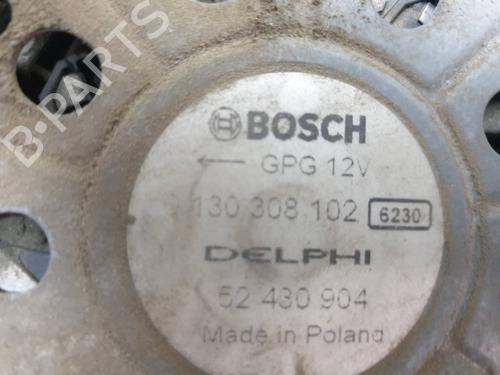 B-PARTS
BOSCH
← GPG 12V
130 308 102 6230
DELPHI
52 430 904
Made in Poland